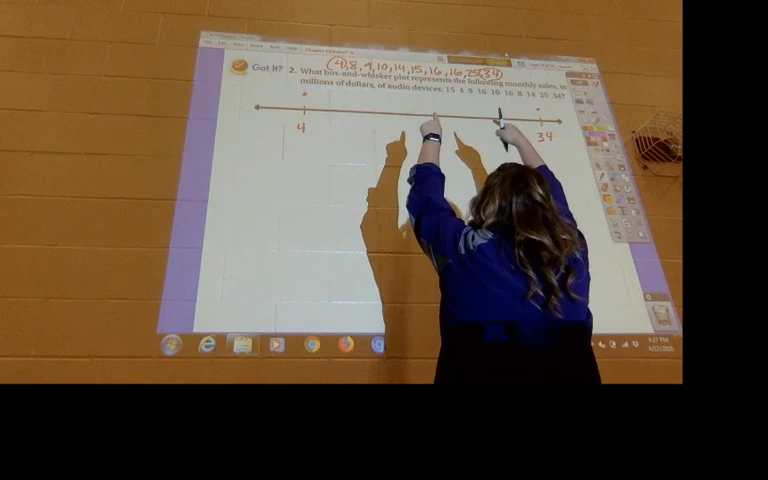 (4),8,9,10,14,15,16,16,25,34)
Got It? 2. What box-and-whisker plot represents the following monthly sales, in
millions of dollars, of audio devices: 15 4 9 16 10 16 8 14 25 34?
4
34